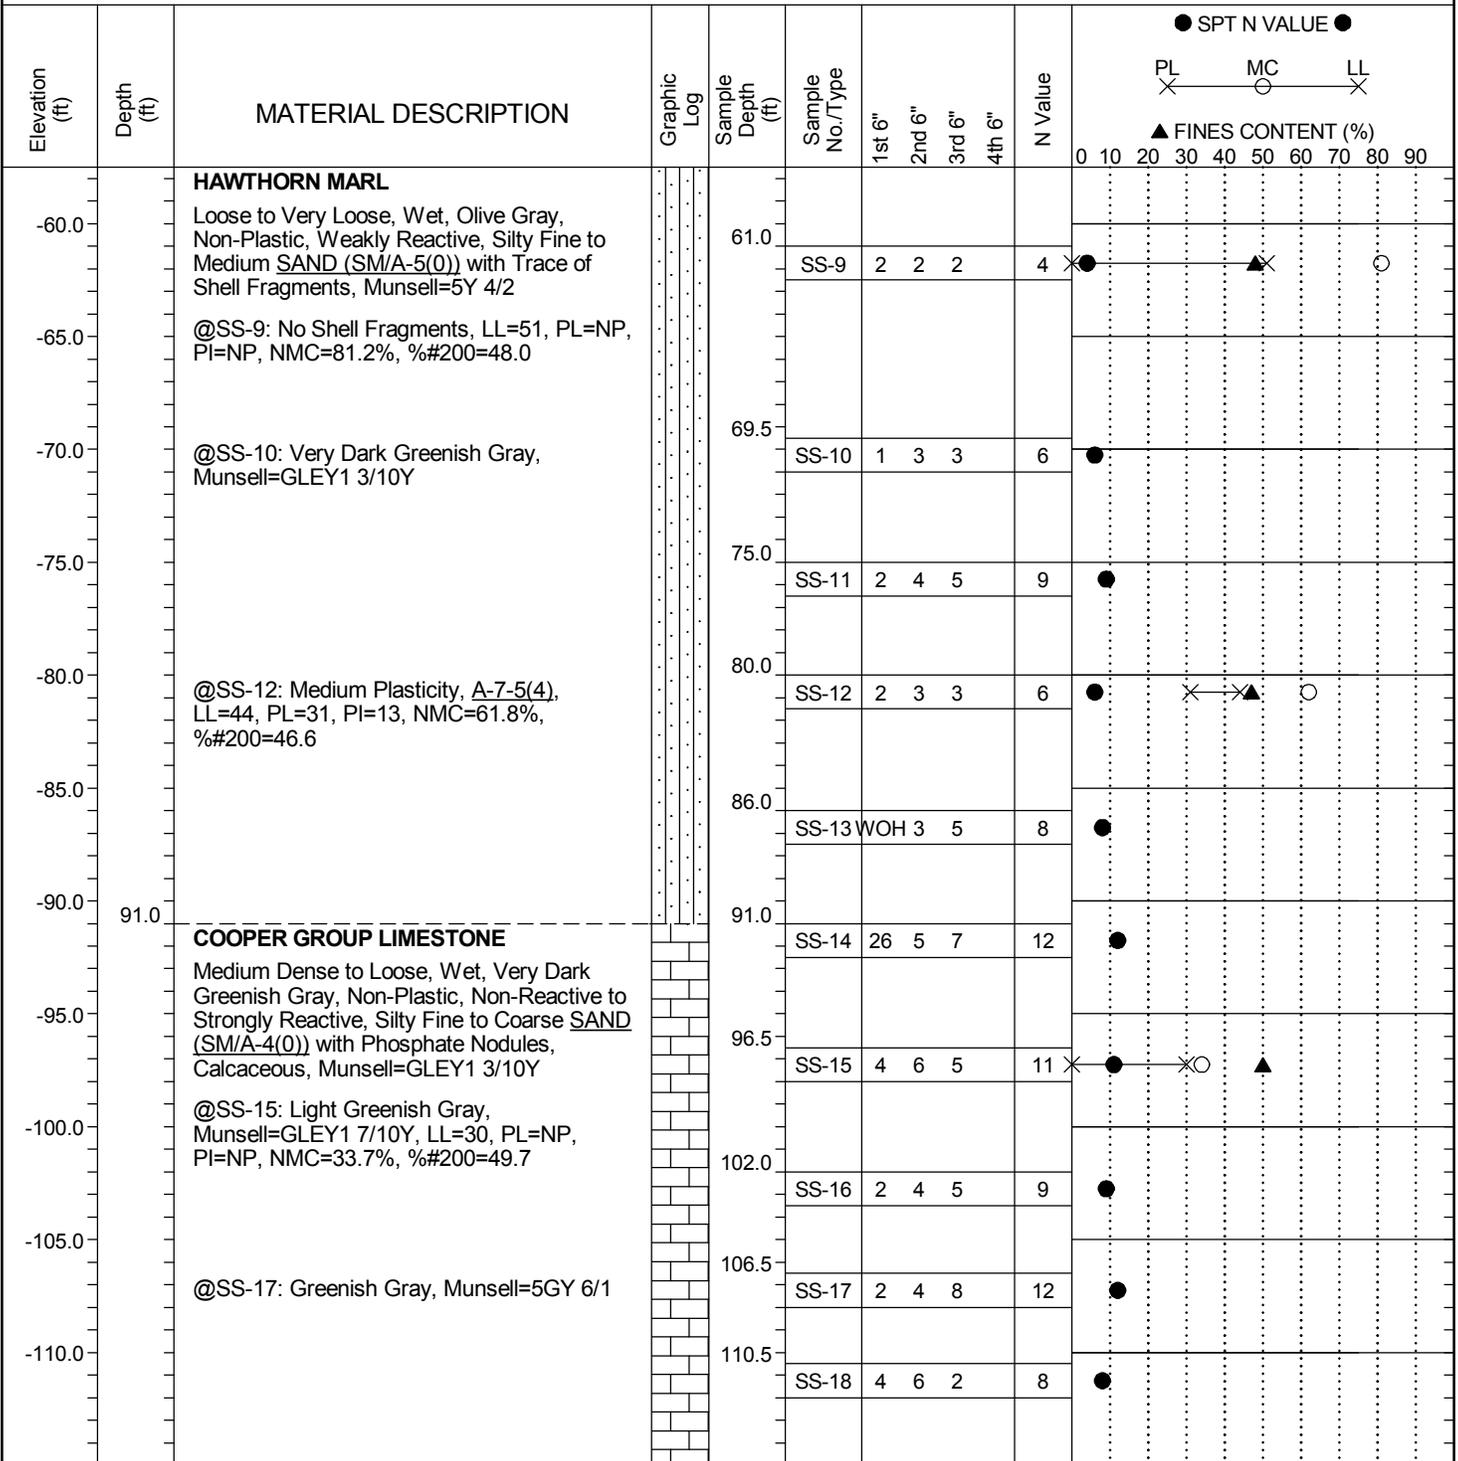 ● SPT N VALUE ●
PL MC LL
▲ FINES CONTENT (%)
0 10 20 30 40 50 60 70 80 90
Elevation (ft)
Depth (ft)
MATERIAL DESCRIPTION
Graphic Log
Sample Depth (ft)
Sample No./Type
1st 6"
2nd 6"
3rd 6"
4th 6"
N Value
HAWTHORN MARL
Loose to Very Loose, Wet, Olive Gray,
Non-Plastic, Weakly Reactive, Silty Fine to
Medium SAND (SM/A-5(0)) with Trace of
Shell Fragments, Munsell=5Y 4/2
-60.0
61.0
SS-9 2 2 2 4
@SS-9: No Shell Fragments, LL=51, PL=NP,
PI=NP, NMC=81.2%, %#200=48.0
-65.0
69.5
-70.0
@SS-10: Very Dark Greenish Gray,
Munsell=GLEY1 3/10Y
SS-10 1 3 3 6
75.0
-75.0
SS-11 2 4 5 9
80.0
-80.0
@SS-12: Medium Plasticity, A-7-5(4),
LL=44, PL=31, PI=13, NMC=61.8%,
%#200=46.6
SS-12 2 3 3 6
-85.0
86.0
SS-13 WOH 3 5 8
-90.0
91.0
91.0
COOPER GROUP LIMESTONE
SS-14 26 5 7 12
Medium Dense to Loose, Wet, Very Dark
Greenish Gray, Non-Plastic, Non-Reactive to
Strongly Reactive, Silty Fine to Coarse SAND
(SM/A-4(0)) with Phosphate Nodules,
Calcaceous, Munsell=GLEY1 3/10Y
-95.0
96.5
SS-15 4 6 5 11
@SS-15: Light Greenish Gray,
Munsell=GLEY1 7/10Y, LL=30, PL=NP,
PI=NP, NMC=33.7%, %#200=49.7
-100.0
102.0
SS-16 2 4 5 9
-105.0
106.5
@SS-17: Greenish Gray, Munsell=5GY 6/1
SS-17 2 4 8 12
-110.0
110.5
SS-18 4 6 2 8